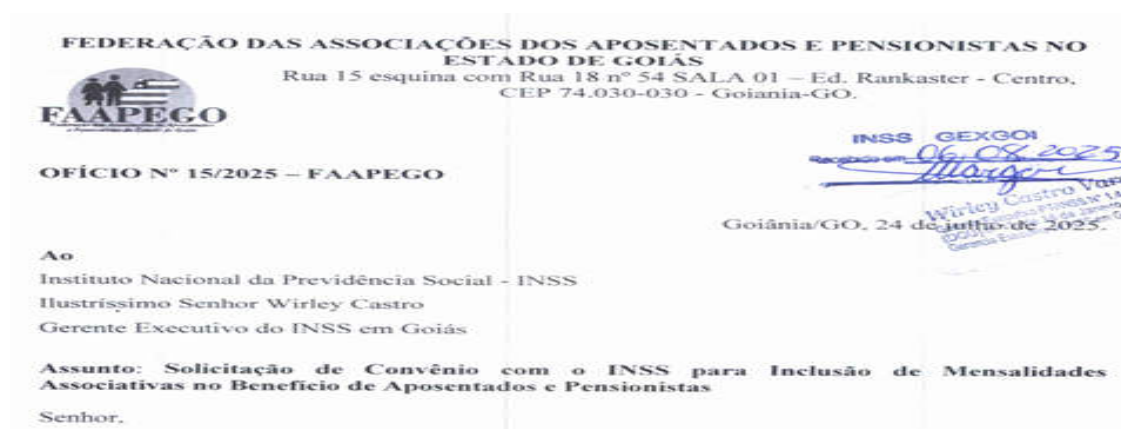 FEDERAÇÃO DAS ASSOCIAÇÕES DOS APOSENTADOS E PENSIONISTAS NO
ESTADO DE GOIÁS
Rua 15 esquina com Rua 18 nº 54 SALA 01 – Ed. Rankaster - Centro,
CEP 74.030-030 - Goiania-GO.
FAAPEGO
INSS GEXGOI
Recebido em 06,08,2025
OFÍCIO Nº 15/2025 – FAAPEGO
Wirley Castro
Goiânia/GO, 24 de julho de 2025.
Ao
Instituto Nacional da Previdência Social - INSS
Ilustríssimo Senhor Wirley Castro
Gerente Executivo do INSS em Goiás
Assunto: Solicitação de Convênio com o INSS para Inclusão de Mensalidades
Associativas no Benefício de Aposentados e Pensionistas
Senhor,